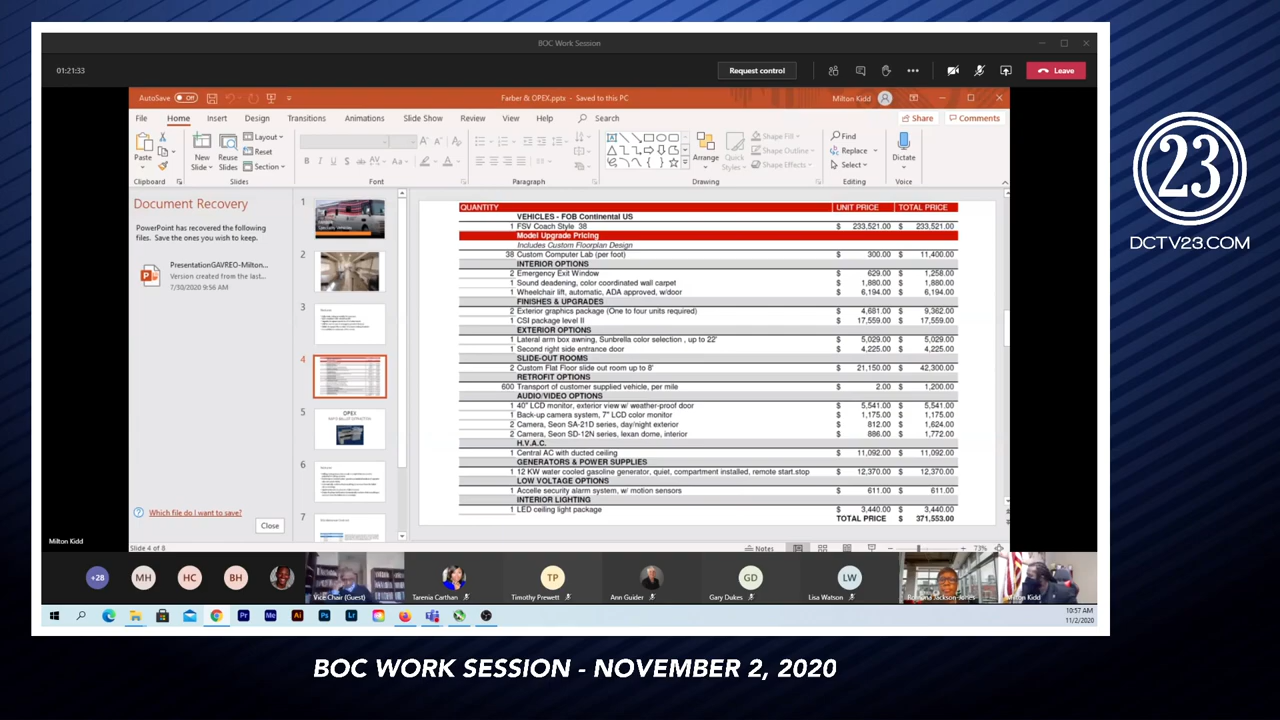 BOC Work Session
01:21:33
Request control
Leave
AutoSave Off
Farber & OPEX.pptx - Saved to this PC
Milton Kidd
File Home Insert Design Transitions Animations Slide Show Review View Help Search
Share Comments
Paste
New Slide
Reuse Slides
Layout
Reset
Section
Arrange
Quick Styles
Shape Fill
Shape Outline
Shape Effects
Find
Replace
Select
Dictate
Clipboard Slides Font Paragraph Drawing Editing Voice
Document Recovery
PowerPoint has recovered the following
files. Save the ones you wish to keep.
PresentationGAVREO-Milton...
Version created from the last...
7/30/2020 9:56 AM
Which file do I want to save?
Close
1
2
3
4
5
OPEX
6
7
QUANTITY UNIT PRICE TOTAL PRICE
VEHICLES - FOB Continental US
1 FSV Coach Style 38 $ 233,521.00 $ 233,521.00
Model Upgrade Pricing
Includes Custom Floorplan Design
38 Custom Computer Lab (per foot) $ 300.00 $ 11,400.00
INTERIOR OPTIONS
2 Emergency Exit Window $ 629.00 $ 1,258.00
1 Sound deadening, color coordinated wall carpet $ 1,880.00 $ 1,880.00
1 Wheelchair lift, automatic, ADA approved, w/door $ 6,194.00 $ 6,194.00
FINISHES & UPGRADES
2 Exterior graphics package (One to four units required) $ 4,681.00 $ 9,362.00
1 CSI package level II $ 17,559.00 $ 17,559.00
EXTERIOR OPTIONS
1 Lateral arm box awning, Sunbrella color selection , up to 22' $ 5,029.00 $ 5,029.00
1 Second right side entrance door $ 4,225.00 $ 4,225.00
SLIDE-OUT ROOMS
2 Custom Flat Floor slide out room up to 8' $ 21,150.00 $ 42,300.00
RETROFIT OPTIONS
600 Transport of customer supplied vehicle, per mile $ 2.00 $ 1,200.00
AUDIO/VIDEO OPTIONS
1 40" LCD monitor, exterior view w/ weather-proof door $ 5,541.00 $ 5,541.00
1 Back-up camera system, 7" LCD color monitor $ 1,175.00 $ 1,175.00
2 Camera, Seon SA-21D series, day/night exterior $ 812.00 $ 1,624.00
2 Camera, Seon SD-12N series, lexan dome, interior $ 886.00 $ 1,772.00
H.V.A.C.
1 Central AC with ducted ceiling $ 11,092.00 $ 11,092.00
GENERATORS & POWER SUPPLIES
1 12 KW water cooled gasoline generator, quiet, compartment installed, remote start.stop $ 12,370.00 $ 12,370.00
LOW VOLTAGE OPTIONS
1 Accelle security alarm system, w/ motion sensors $ 611.00 $ 611.00
INTERIOR LIGHTING
1 LED ceiling light package $ 3,440.00 $ 3,440.00
TOTAL PRICE $ 371,553.00
Milton Kidd
Slide 4 of 8
Notes
73%
+28 MH HC BH TP GD LW
Vice Chair (Guest) Tarenia Carthan Timothy Prewett Ann Guider Gary Dukes Lisa Watson Romona Jackson-Jones Milton Kidd
Pr Me Ai Ps Lr
10:57 AM
11/2/2020
23
DCTV23.COM
BOC WORK SESSION - NOVEMBER 2, 2020